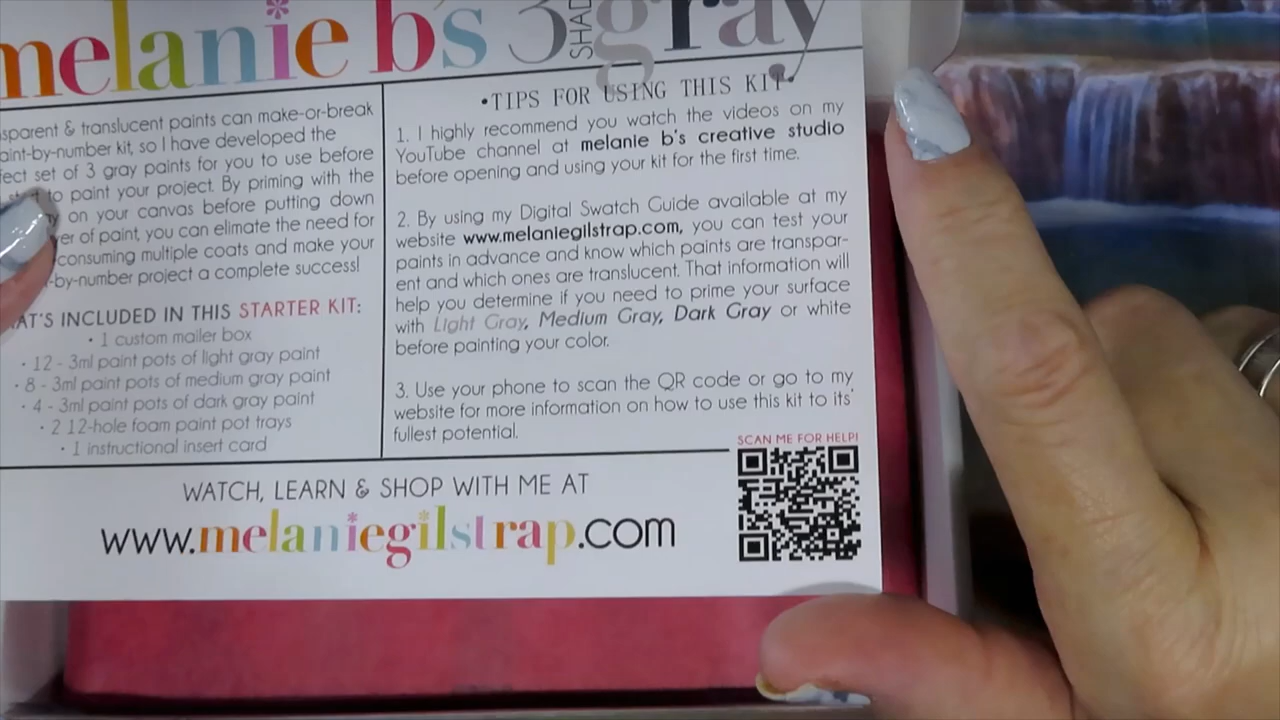 melanie b's 3 SHAD gray
sparent & translucent paints can make-or-break
aint-by-number kit, so I have developed the
fect set of 3 gray paints for you to use before
to paint your project. By priming with the
on your canvas before putting down
er of paint, you can elimate the need for
consuming multiple coats and make your
-by-number project a complete success!
AT'S INCLUDED IN THIS STARTER KIT:
• 1 custom mailer box
• 12 - 3ml paint pots of light gray paint
• 8 - 3ml paint pots of medium gray paint
• 4 - 3ml paint pots of dark gray paint
• 2 12-hole foam paint pot trays
• 1 instructional insert card
•TIPS FOR USING THIS KIT•
1. I highly recommend you watch the videos on my
YouTube channel at melanie b's creative studio
before opening and using your kit for the first time.
2. By using my Digital Swatch Guide available at my
website www.melaniegilstrap.com, you can test your
paints in advance and know which paints are transpar-
ent and which ones are translucent. That information will
help you determine if you need to prime your surface
with Light Gray, Medium Gray, Dark Gray or white
before painting your color.
3. Use your phone to scan the QR code or go to my
website for more information on how to use this kit to its'
fullest potential.
SCAN ME FOR HELP!
WATCH, LEARN & SHOP WITH ME AT
www.melaniegilstrap.com